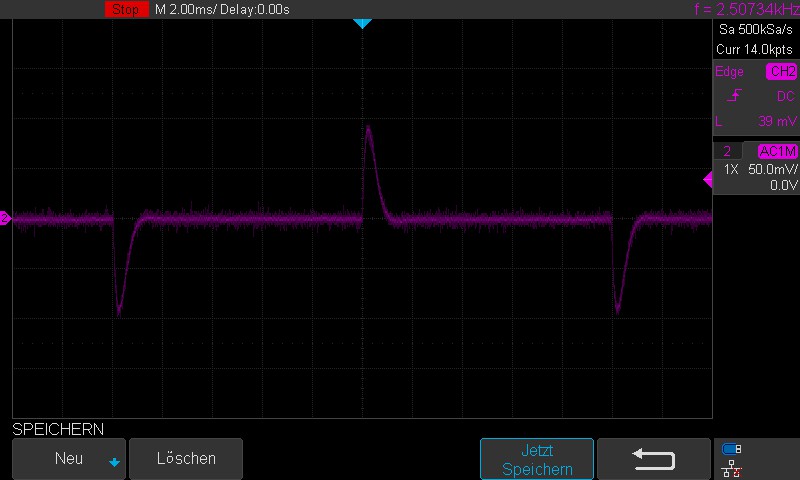 Stop M 2.00ms/ Delay:0.00s f = 2.50734kHz
Sa 500kSa/s
Curr 14.0kpts
Edge CH2
DC
L 39 mV
2 AC1M
1X 50.0mV/
0.0V
2
SPEICHERN
Neu
Löschen
Jetzt
Speichern